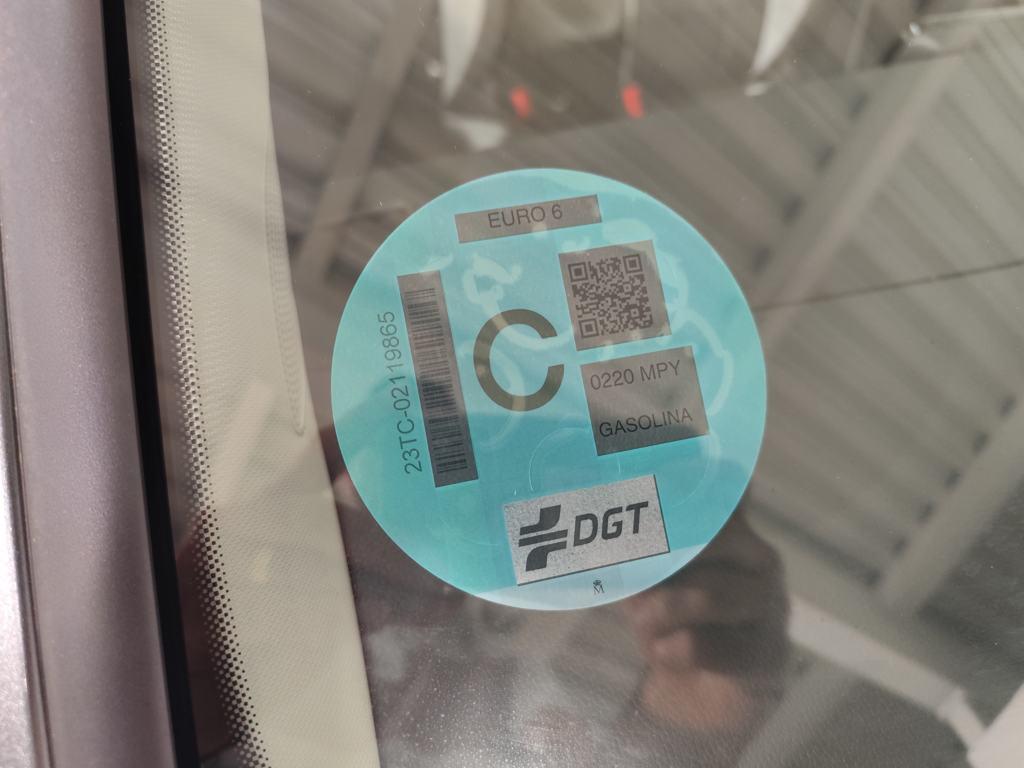 EURO 6
23TC-02119865
C
0220 MPY
GASOLINA
DGT
M